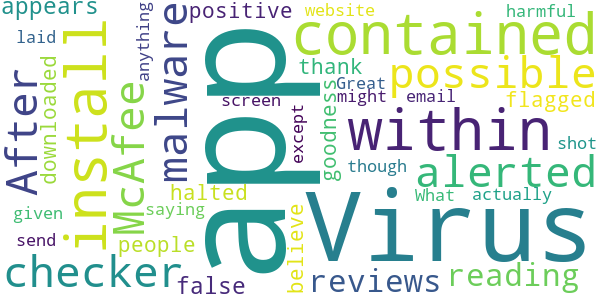 appears
positive
website
harmful
laid
anything
malware
contained
After
downloaded
install
McAfee
app
thank
possible
screen
goodness
Great
might
email
flagged
except
within
shot
halted
though
alerted
given
saying
What
actually
send
people
believe
Virus
checker
false
reviews
reading